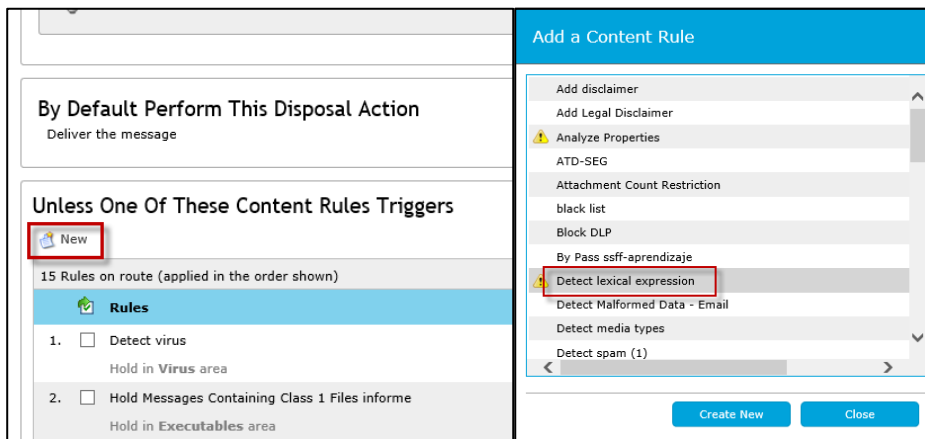 By Default Perform This Disposal Action
Deliver the message
Unless One Of These Content Rules Triggers
New
15 Rules on route (applied in the order shown)
Rules
1. Detect virus
Hold in Virus area
2. Hold Messages Containing Class 1 Files informe
Hold in Executables area
Add a Content Rule
Add disclaimer
Add Legal Disclaimer
Analyze Properties
ATD-SEG
Attachment Count Restriction
black list
Block DLP
By Pass ssff-aprendizaje
Detect lexical expression
Detect Malformed Data - Email
Detect media types
Detect spam (1)
Create New
Close